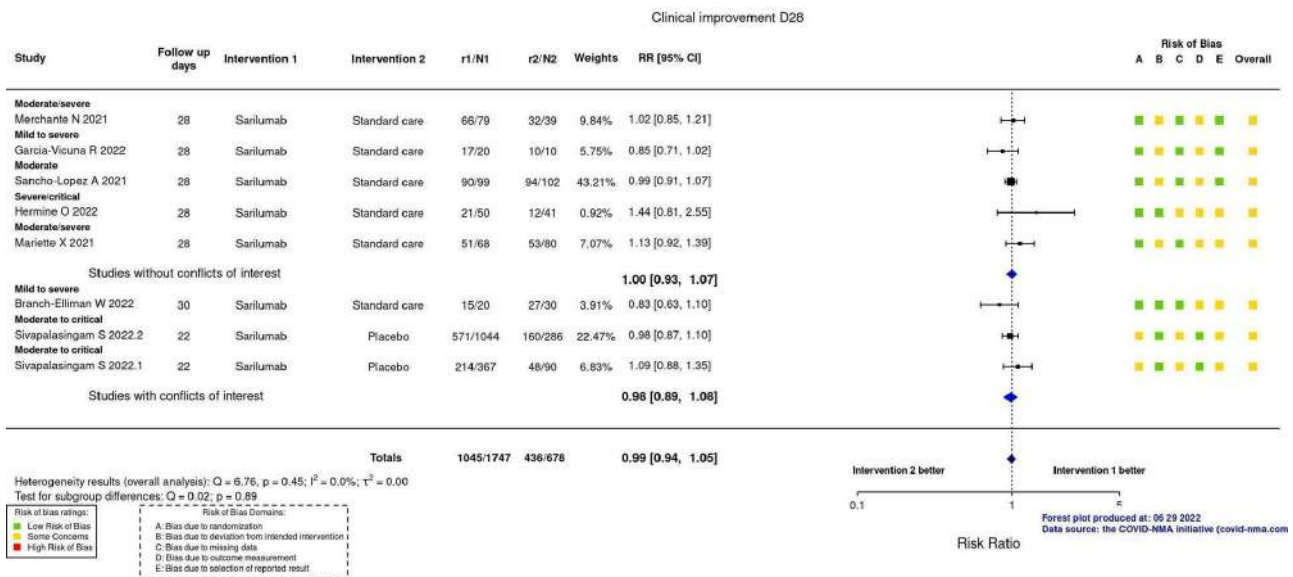 Clinical improvement D28
Study Follow up days Intervention 1 Intervention 2 r1/N1 r2/N2 Weights RR [95% CI] Risk of Bias A B C D E Overall
Moderate/severe
Merchante N 2021 28 Sarilumab Standard care 66/79 32/39 9.84% 1.02 [0.85, 1.21]
Mild to severe
Garcia-Vicuna R 2022 28 Sarilumab Standard care 17/20 10/10 5.75% 0.85 [0.71, 1.02]
Moderate
Sancho-Lopez A 2021 28 Sarilumab Standard care 90/99 94/102 43.21% 0.99 [0.91, 1.07]
Severe/critical
Hermine O 2022 28 Sarilumab Standard care 21/50 12/41 0.92% 1.44 [0.81, 2.55]
Moderate/severe
Mariette X 2021 28 Sarilumab Standard care 51/68 53/80 7.07% 1.13 [0.92, 1.39]
Studies without conflicts of interest 1.00 [0.93, 1.07]
Mild to severe
Branch-Elliman W 2022 30 Sarilumab Standard care 15/20 27/30 3.91% 0.83 [0.63, 1.10]
Moderate to critical
Sivapalasingam S 2022.2 22 Sarilumab Placebo 571/1044 160/286 22.47% 0.98 [0.87, 1.10]
Moderate to critical
Sivapalasingam S 2022.1 22 Sarilumab Placebo 214/367 48/90 6.83% 1.09 [0.88, 1.35]
Studies with conflicts of interest 0.98 [0.89, 1.08]
Totals 1045/1747 436/678 0.99 [0.94, 1.05]
Intervention 2 better Intervention 1 better
Heterogeneity results (overall analysis): Q = 6.76, p = 0.45; I² = 0.0%; τ² = 0.00
Test for subgroup differences: Q = 0.02; p = 0.89
0.1 1 5
Risk Ratio
Forest plot produced at: 06 29 2022
Data source: the COVID-NMA initiative (covid-nma.com
Risk of bias ratings:
Low Risk of Bias
Some Concerns
High Risk of Bias
Risk of Bias Domains:
A: Bias due to randomization
B: Bias due to deviation from intended intervention
C: Bias due to missing data
D: Bias due to outcome measurement
E: Bias due to selection of reported result